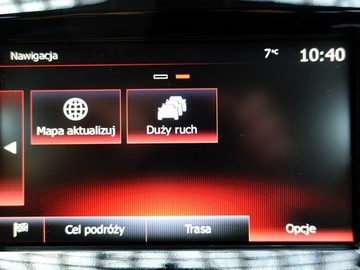 Nawigacja 7°C 10:40
Mapa aktualizuj Duży ruch
Cel podróży Trasa Opcje